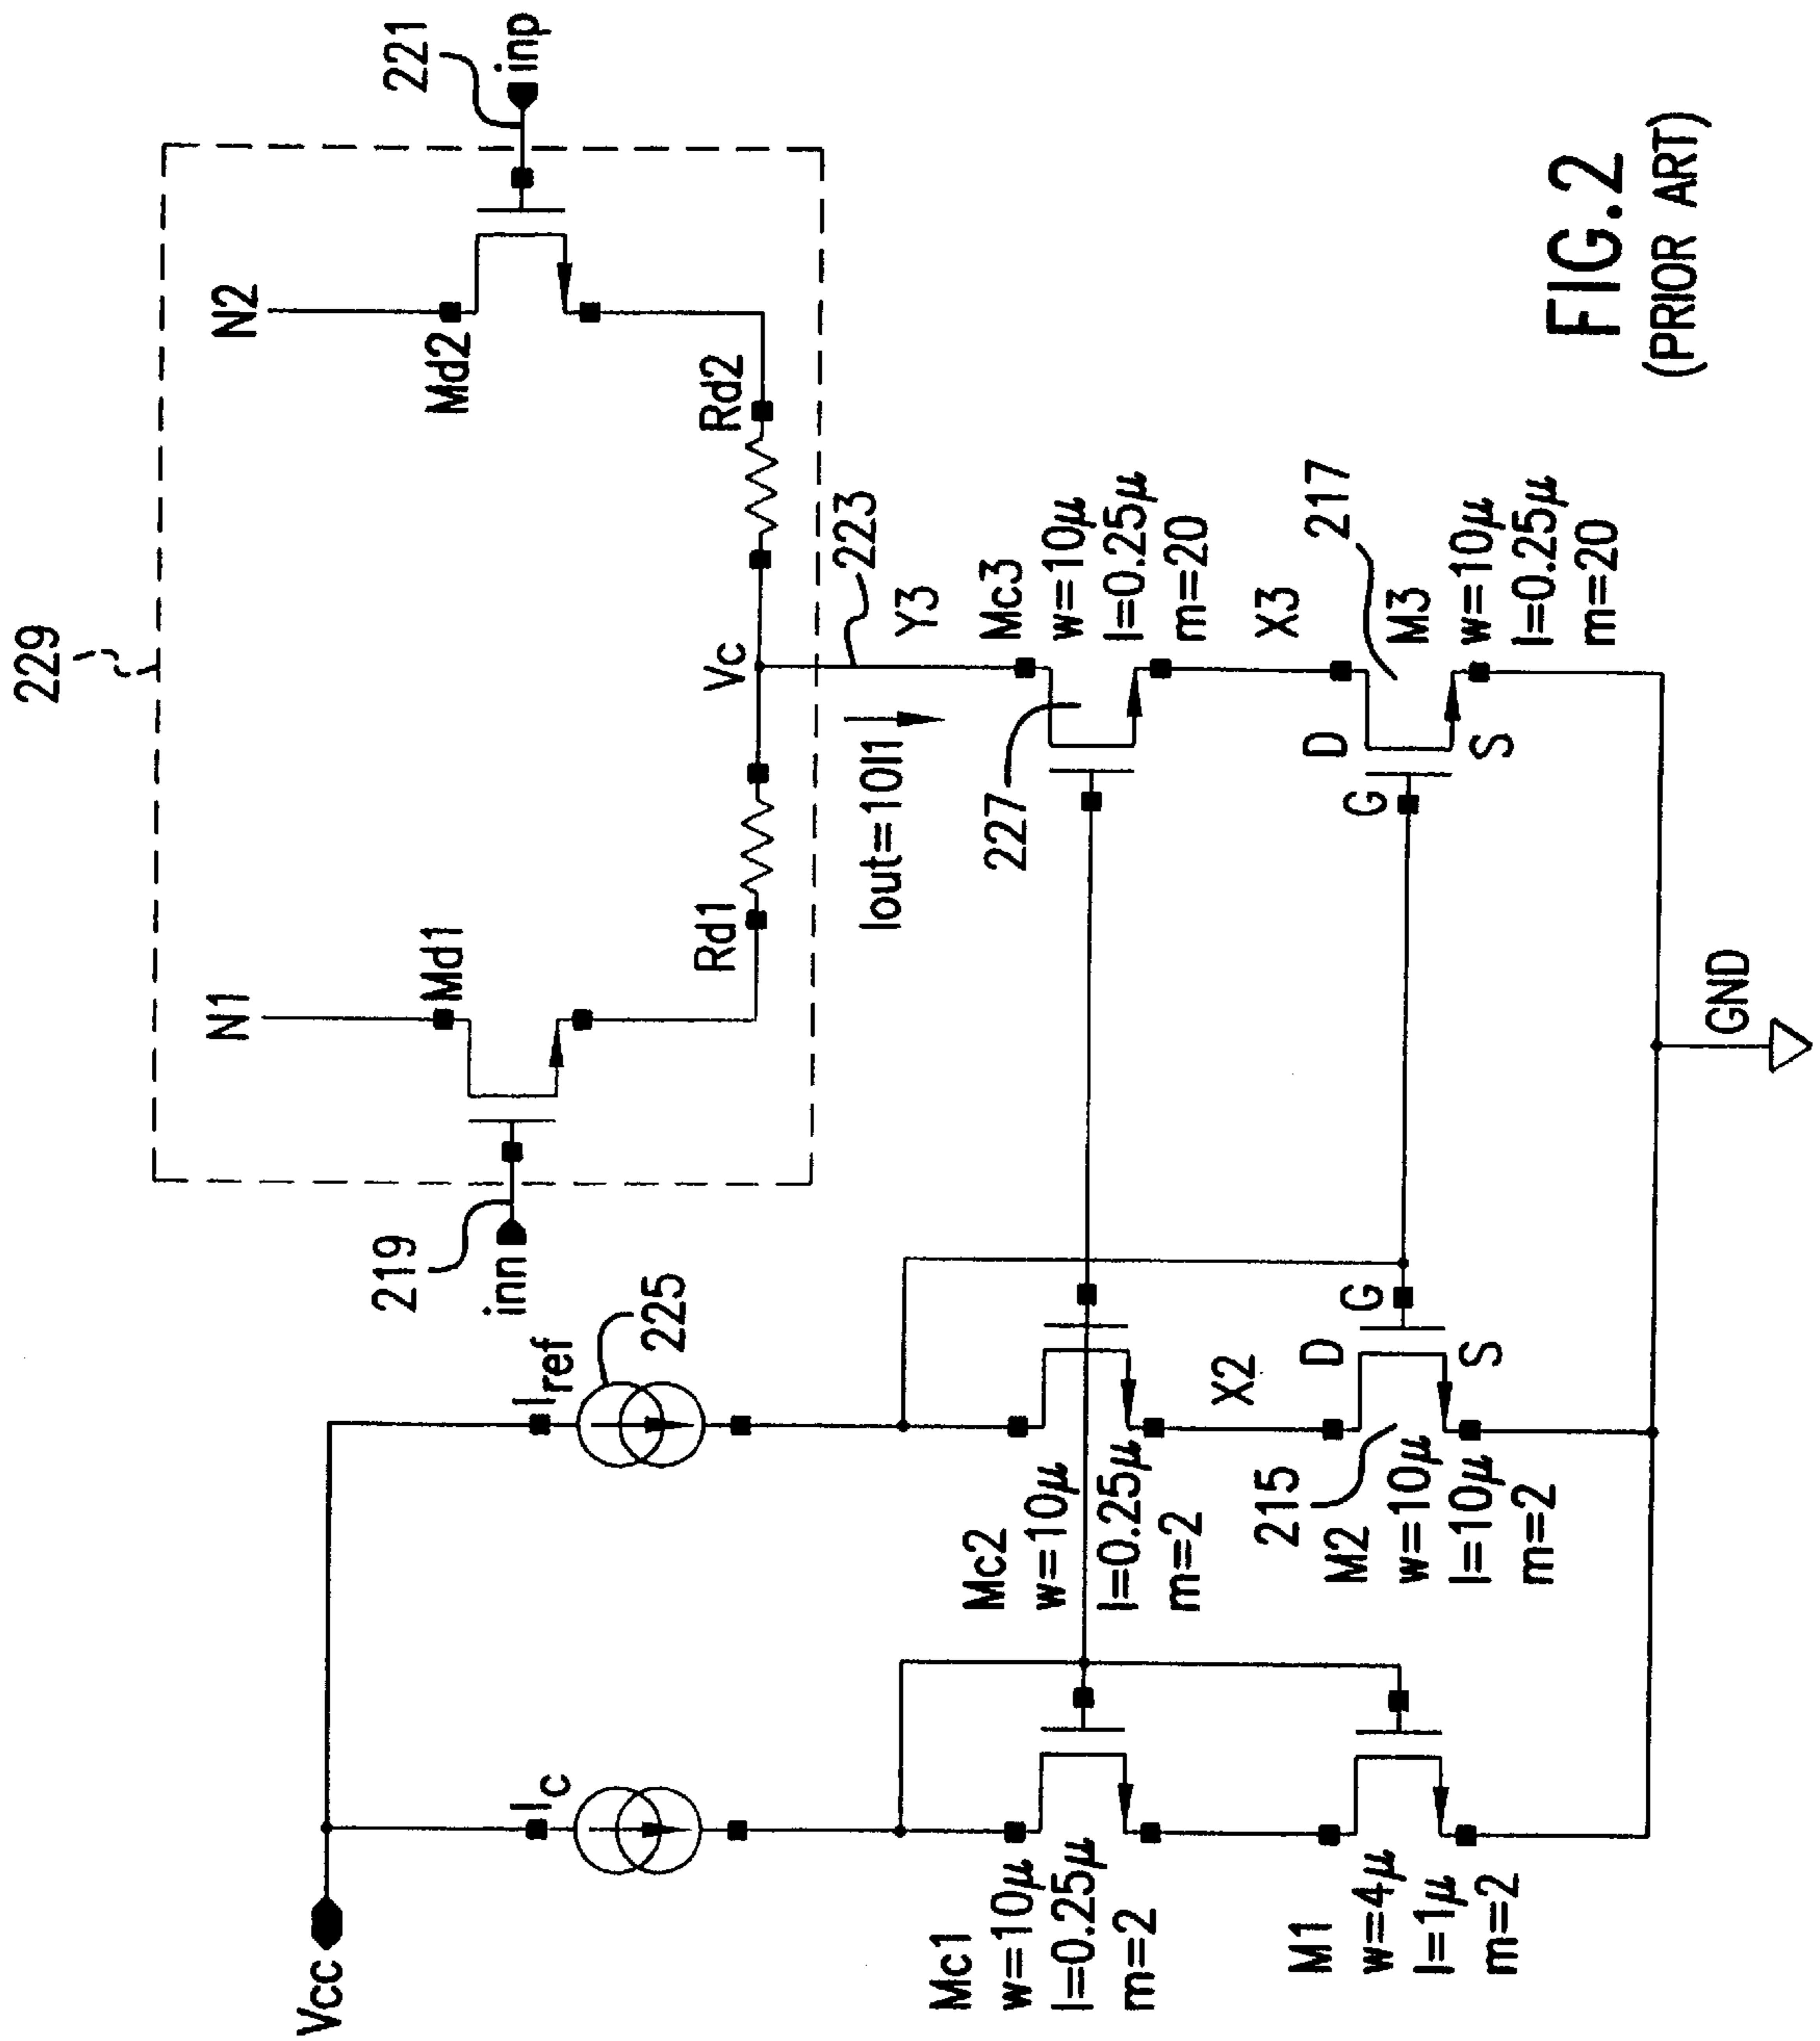 229
N1
N2
Md1
Md2
219
inn
221
inp
Rd1
Rd2
Vc
Vcc
Ic
Iref
225
Iout=10I1
223
Y3
Mc1
w=10μ
l=0.25μ
m=2
Mc2
w=10μ
l=0.25μ
m=2
227
Mc3
w=10μ
l=0.25μ
m=20
X2
X3
M1
w=4μ
l=1μ
m=2
215
M2
w=10μ
l=10μ
m=2
D
G
S
D
G
S
217
M3
w=10μ
l=0.25μ
m=20
GND
FIG.2
(PRIOR ART)